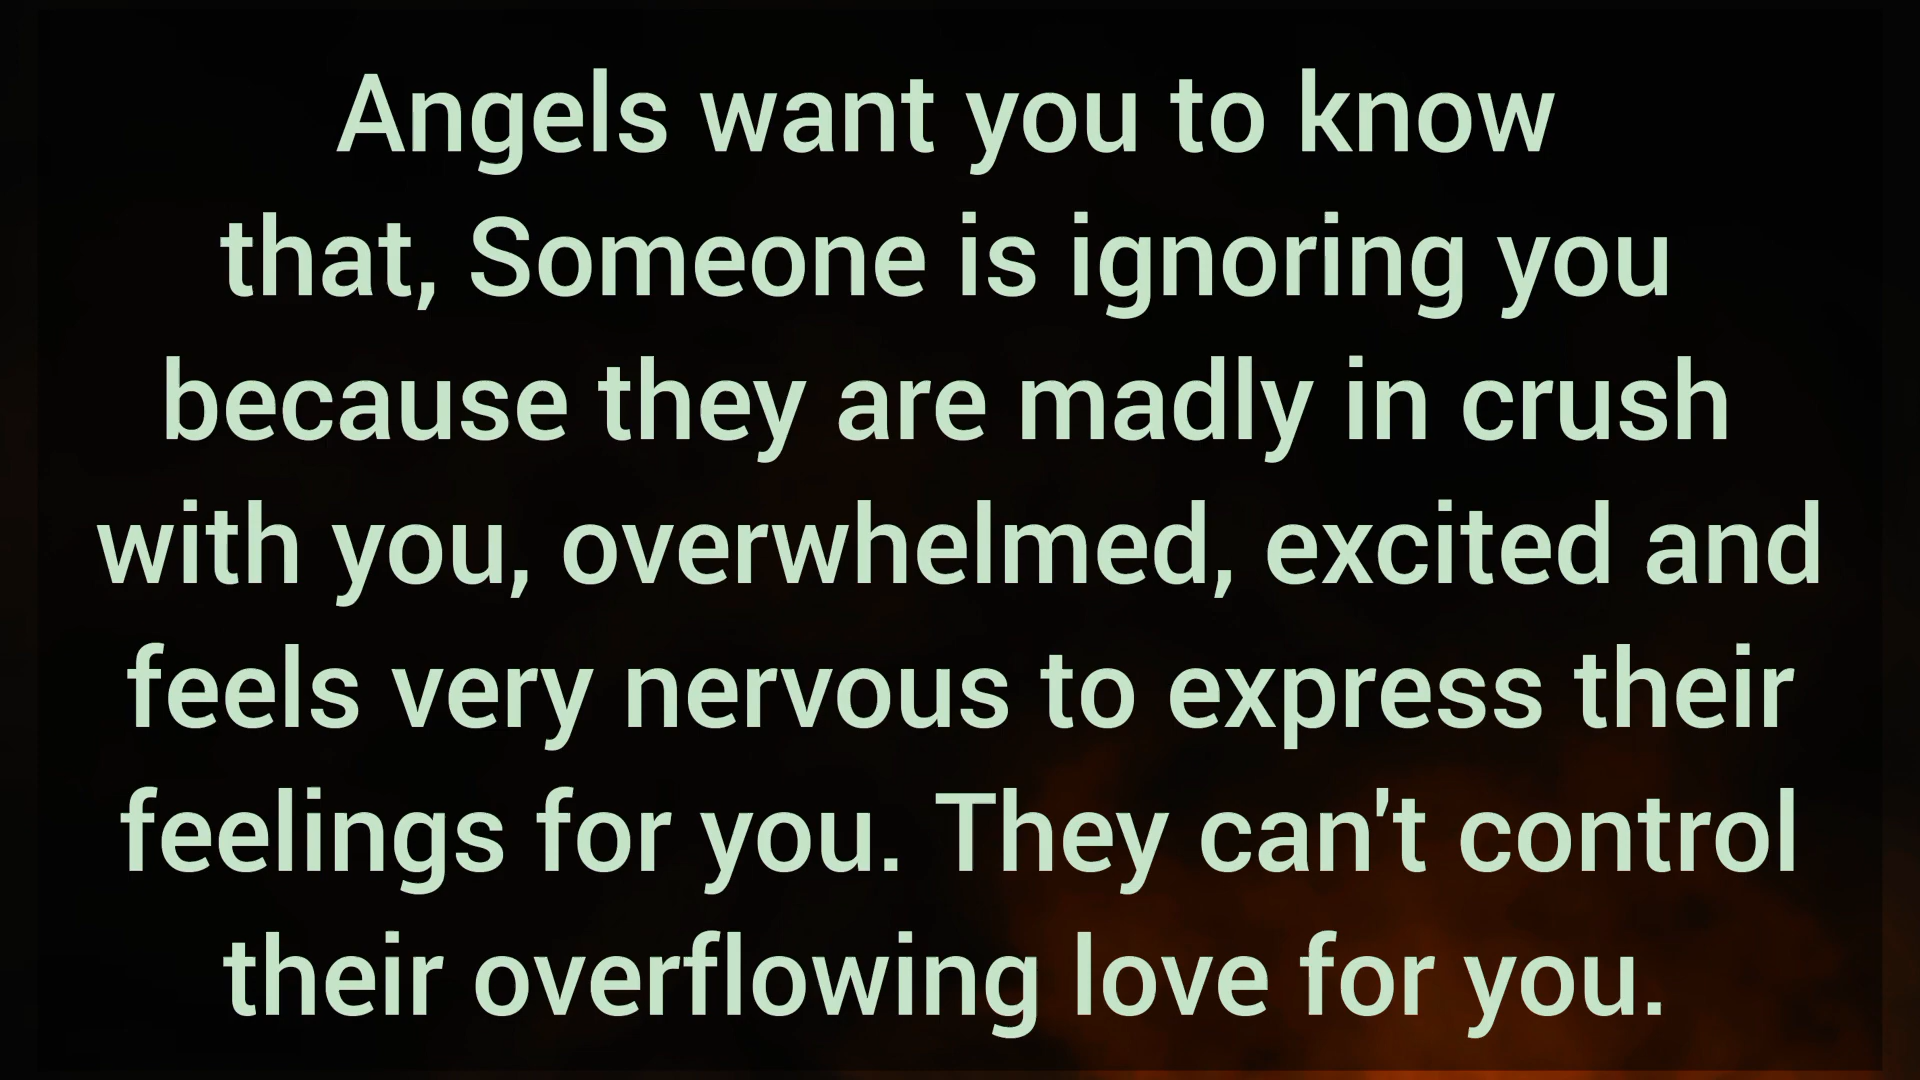 Angels want you to know
that, Someone is ignoring you
because they are madly in crush
with you, overwhelmed, excited and
feels very nervous to express their
feelings for you. They can't control
their overflowing love for you.